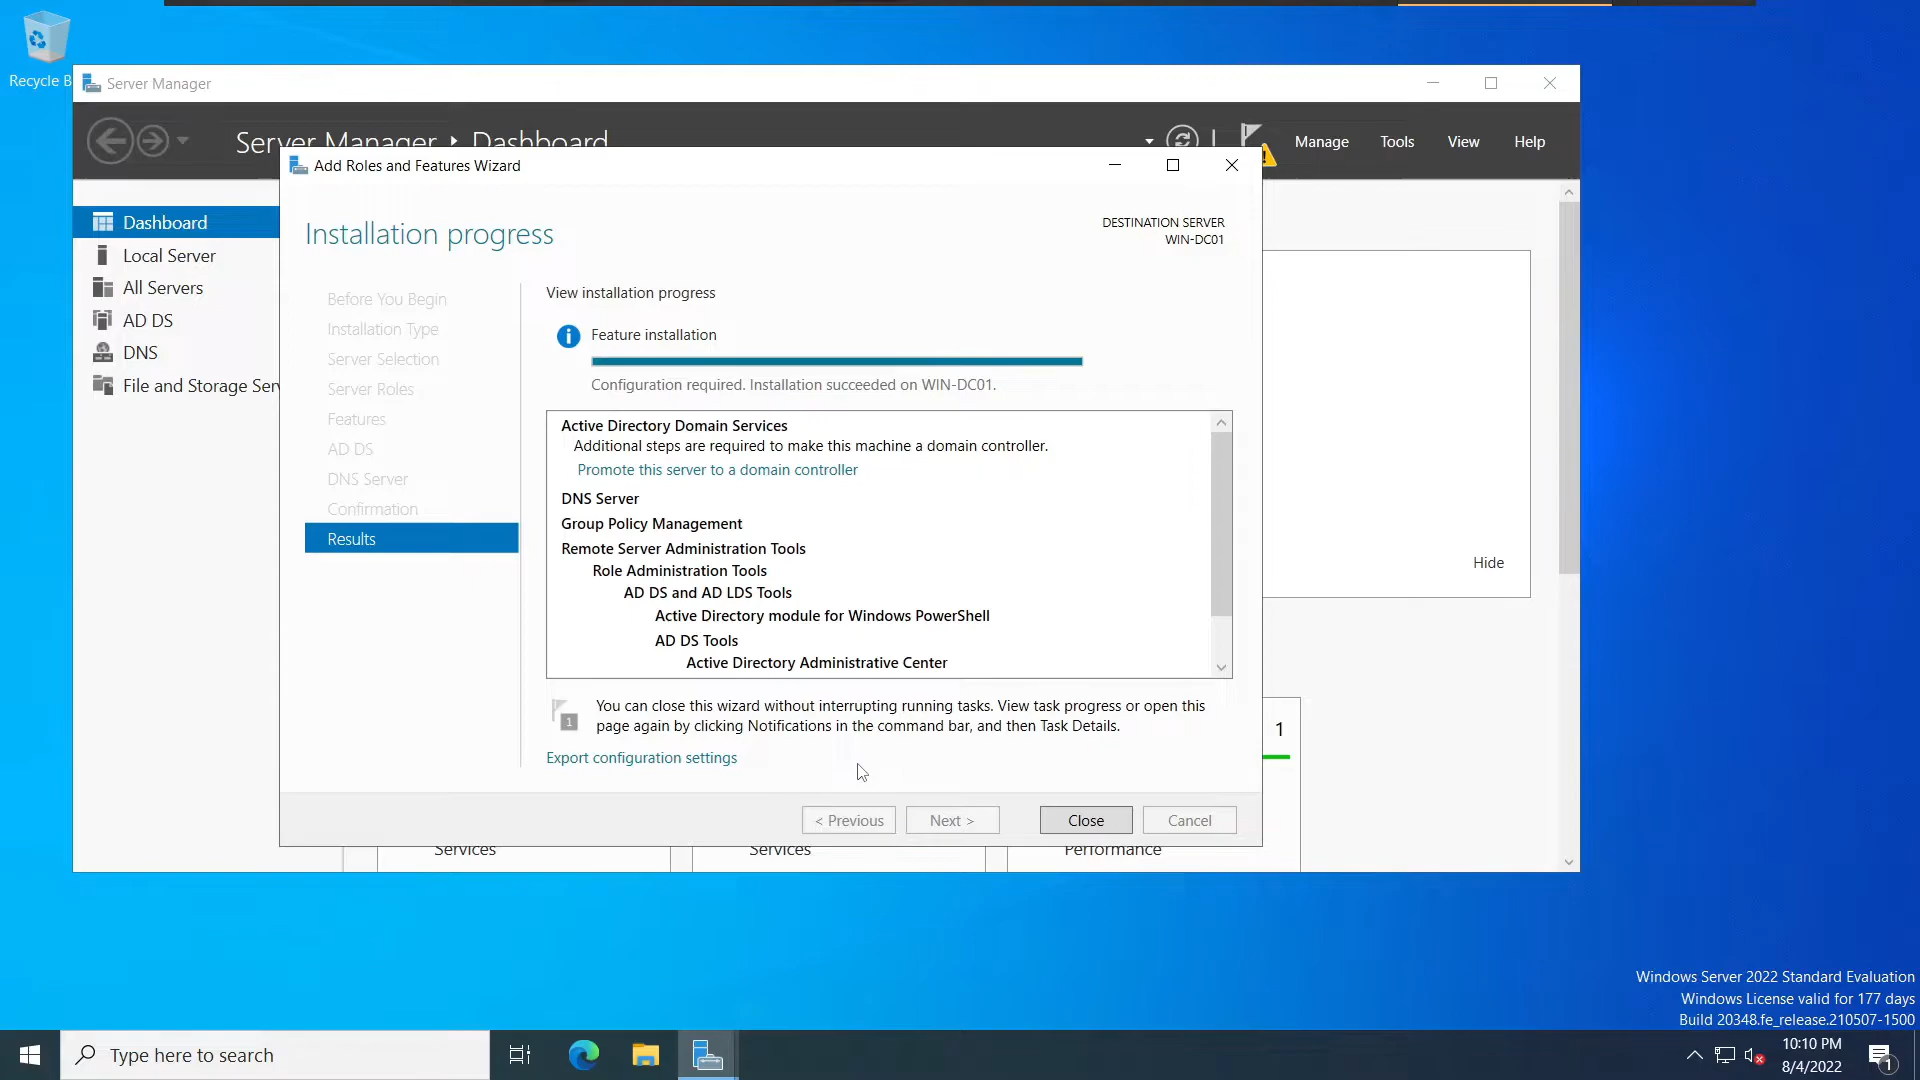 Recycle B
Server Manager
Server Manager ‣ Dashboard
Manage
Tools
View
Help
Dashboard
Local Server
All Servers
AD DS
DNS
File and Storage Ser
Add Roles and Features Wizard
Installation progress
DESTINATION SERVER
WIN-DC01
Before You Begin
Installation Type
Server Selection
Server Roles
Features
AD DS
DNS Server
Confirmation
Results
View installation progress
Feature installation
Configuration required. Installation succeeded on WIN-DC01.
Active Directory Domain Services
Additional steps are required to make this machine a domain controller.
Promote this server to a domain controller
DNS Server
Group Policy Management
Remote Server Administration Tools
Role Administration Tools
AD DS and AD LDS Tools
Active Directory module for Windows PowerShell
AD DS Tools
Active Directory Administrative Center
1
You can close this wizard without interrupting running tasks. View task progress or open this
page again by clicking Notifications in the command bar, and then Task Details.
Export configuration settings
< Previous
Next >
Close
Cancel
Hide
1
Services
Services
Performance
Windows Server 2022 Standard Evaluation
Windows License valid for 177 days
Build 20348.fe_release.210507-1500
Type here to search
10:10 PM
8/4/2022
1